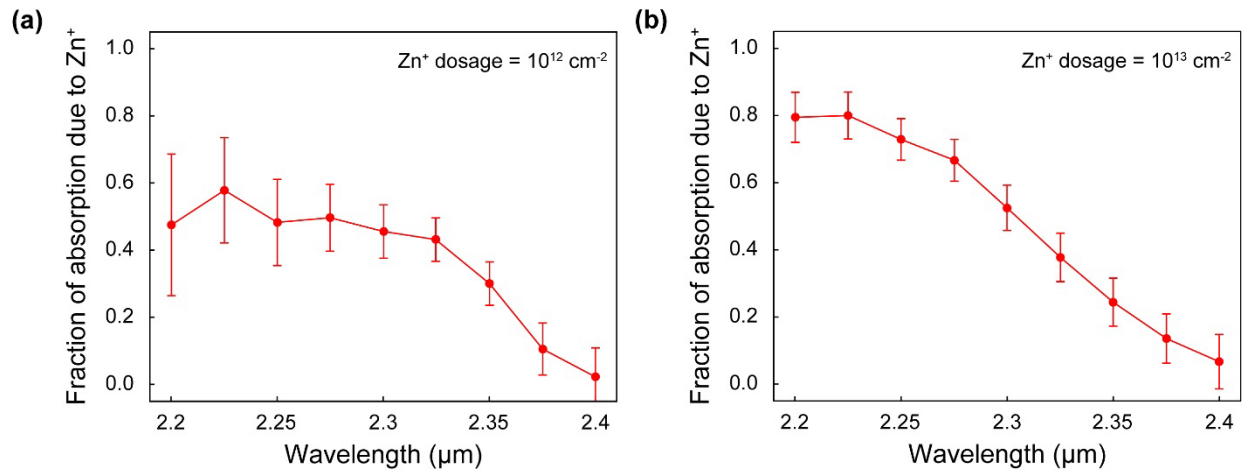 (a)
Fraction of absorption due to Zn⁺
1.0
0.8
0.6
0.4
0.2
0.0
Zn⁺ dosage = 10¹² cm⁻²
2.2 2.25 2.3 2.35 2.4
Wavelength (µm)
(b)
Fraction of absorption due to Zn⁺
1.0
0.8
0.6
0.4
0.2
0.0
Zn⁺ dosage = 10¹³ cm⁻²
2.2 2.25 2.3 2.35 2.4
Wavelength (µm)